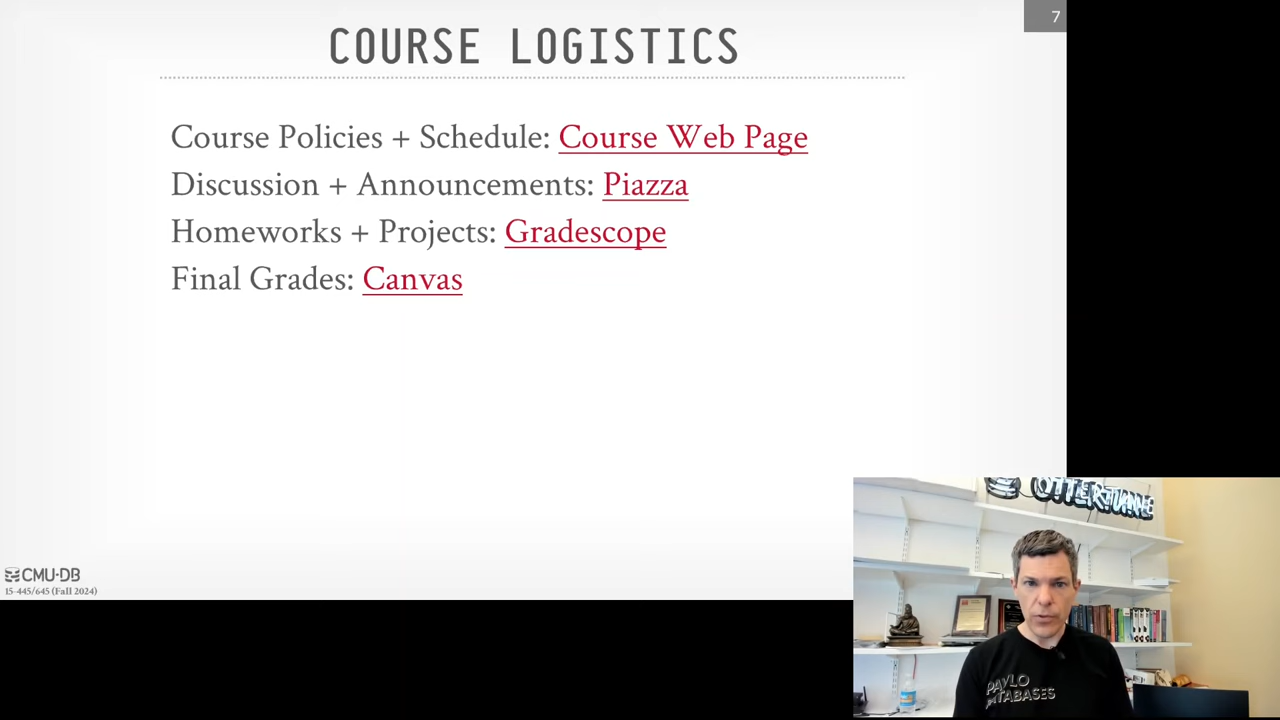 7
COURSE LOGISTICS
Course Policies + Schedule: Course Web Page
Discussion + Announcements: Piazza
Homeworks + Projects: Gradescope
Final Grades: Canvas
CMU·DB
15-445/645 (Fall 2024)
OTTERTUNE
PAVLO
DATABASES